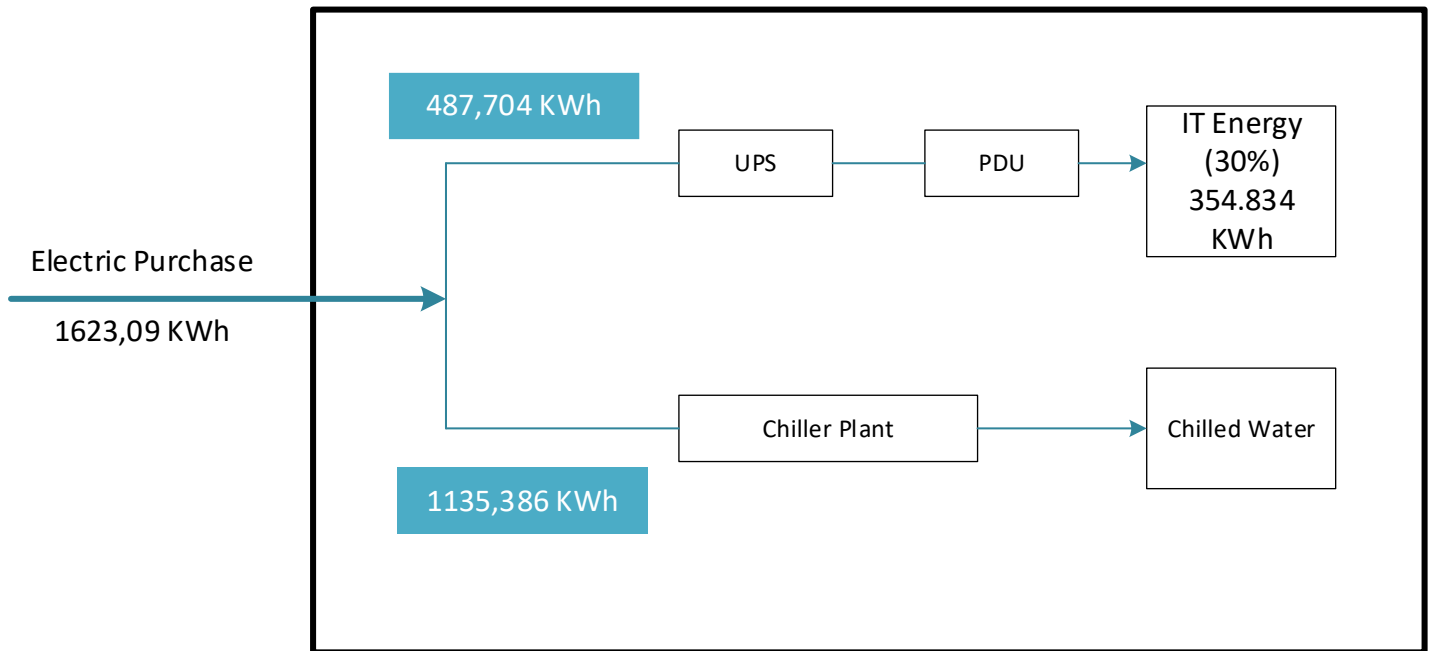 487,704 KWh
UPS
PDU
IT Energy
(30%)
354.834
KWh
Electric Purchase
1623,09 KWh
Chiller Plant
Chilled Water
1135,386 KWh